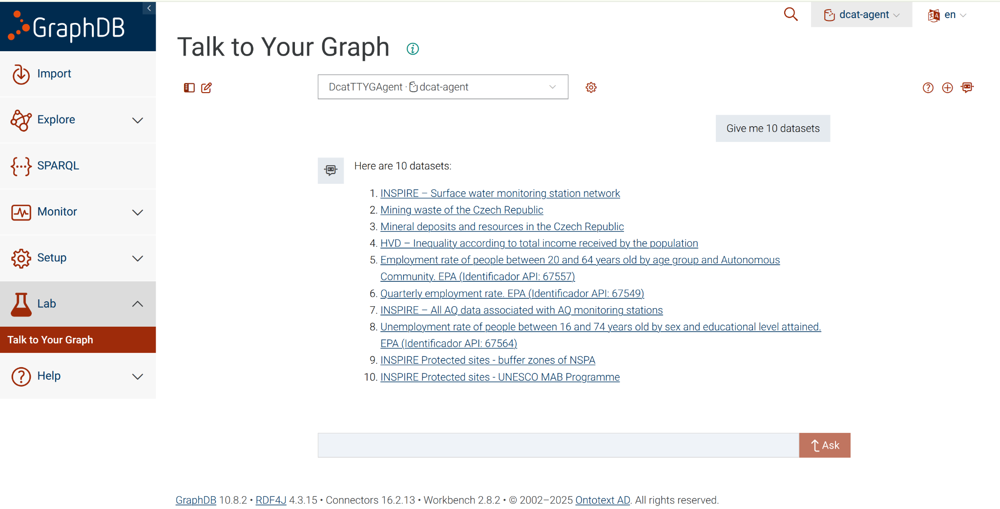 GraphDB
dcat-agent
en
Talk to Your Graph
Import
Explore
SPARQL
Monitor
Setup
Lab
Talk to Your Graph
Help
DcatTTYGAgent · dcat-agent
Give me 10 datasets
Here are 10 datasets:
1. INSPIRE – Surface water monitoring station network
2. Mining waste of the Czech Republic
3. Mineral deposits and resources in the Czech Republic
4. HVD – Inequality according to total income received by the population
5. Employment rate of people between 20 and 64 years old by age group and Autonomous
Community. EPA (Identificador API: 67557)
6. Quarterly employment rate. EPA (Identificador API: 67549)
7. INSPIRE – All AQ data associated with AQ monitoring stations
8. Unemployment rate of people between 16 and 74 years old by sex and educational level attained.
EPA (Identificador API: 67564)
9. INSPIRE Protected sites - buffer zones of NSPA
10. INSPIRE Protected sites - UNESCO MAB Programme
Ask
GraphDB 10.8.2 • RDF4J 4.3.15 • Connectors 16.2.13 • Workbench 2.8.2 • © 2002–2025 Ontotext AD. All rights reserved.